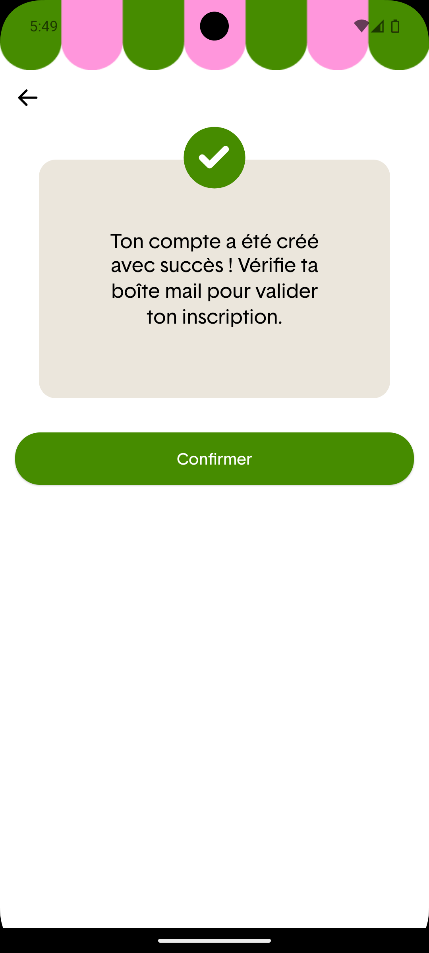 5:49
Ton compte a été créé
avec succès ! Vérifie ta
boîte mail pour valider
ton inscription.
Confirmer